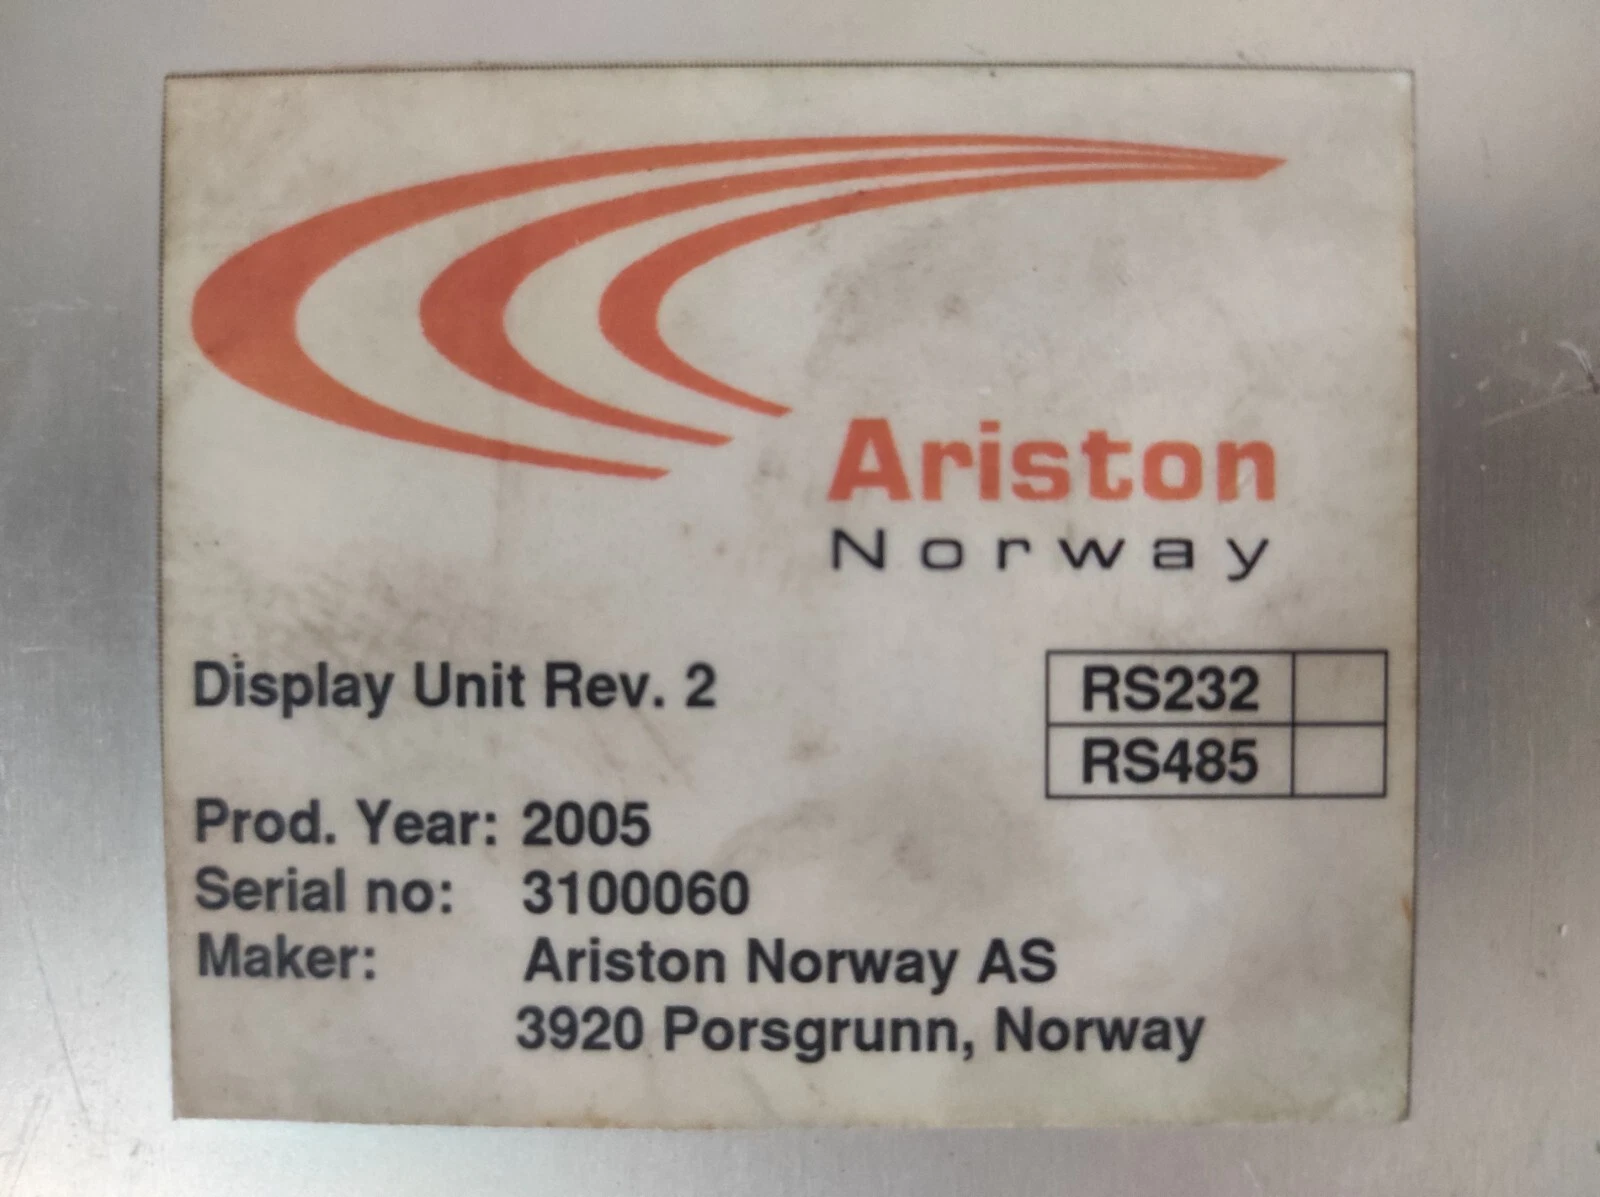 Ariston
Norway
Display Unit Rev. 2
RS232
RS485
Prod. Year: 2005
Serial no: 3100060
Maker: Ariston Norway AS
3920 Porsgrunn, Norway